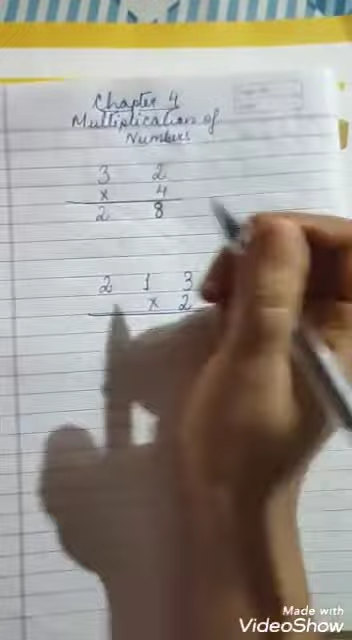 Chapter 4
Multiplication of
Numbers
3 2
x 4
2 8
2 1 3
x 2
Made with
VideoShow